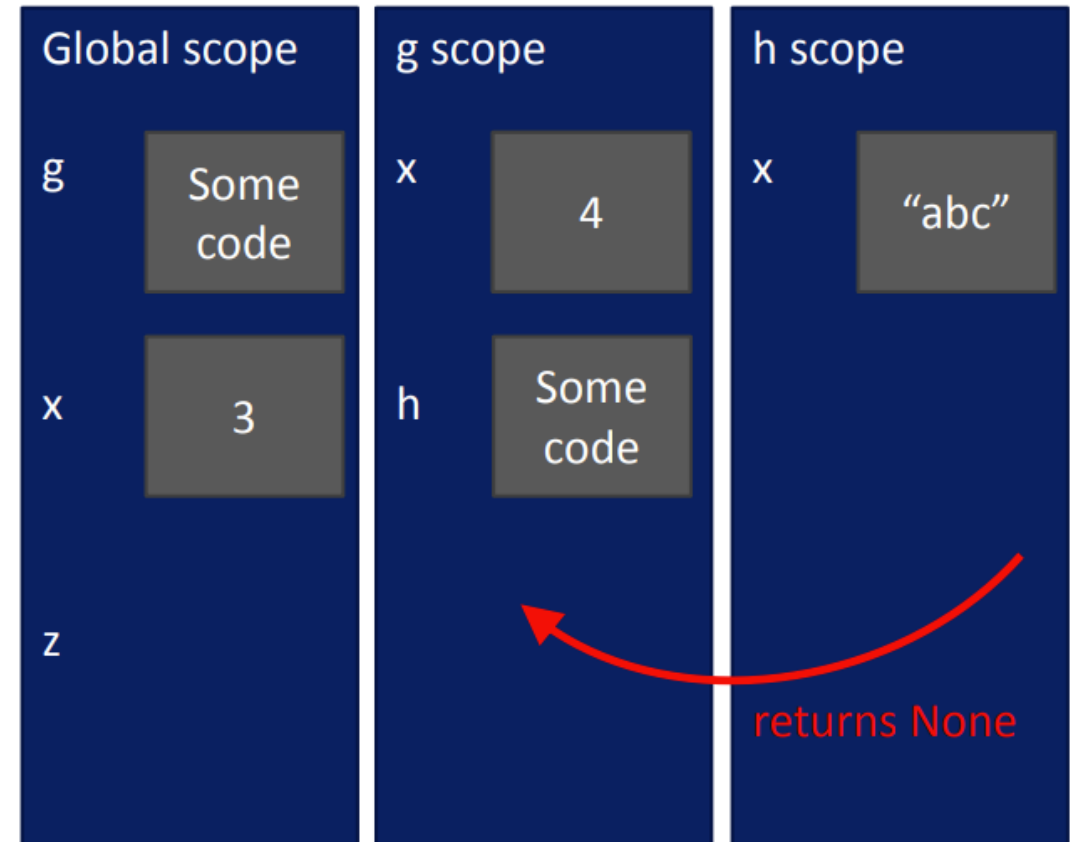 Global scope
g
Some
code
x
3
z
g scope
x
4
h
Some
code
h scope
x
“abc”
returns None